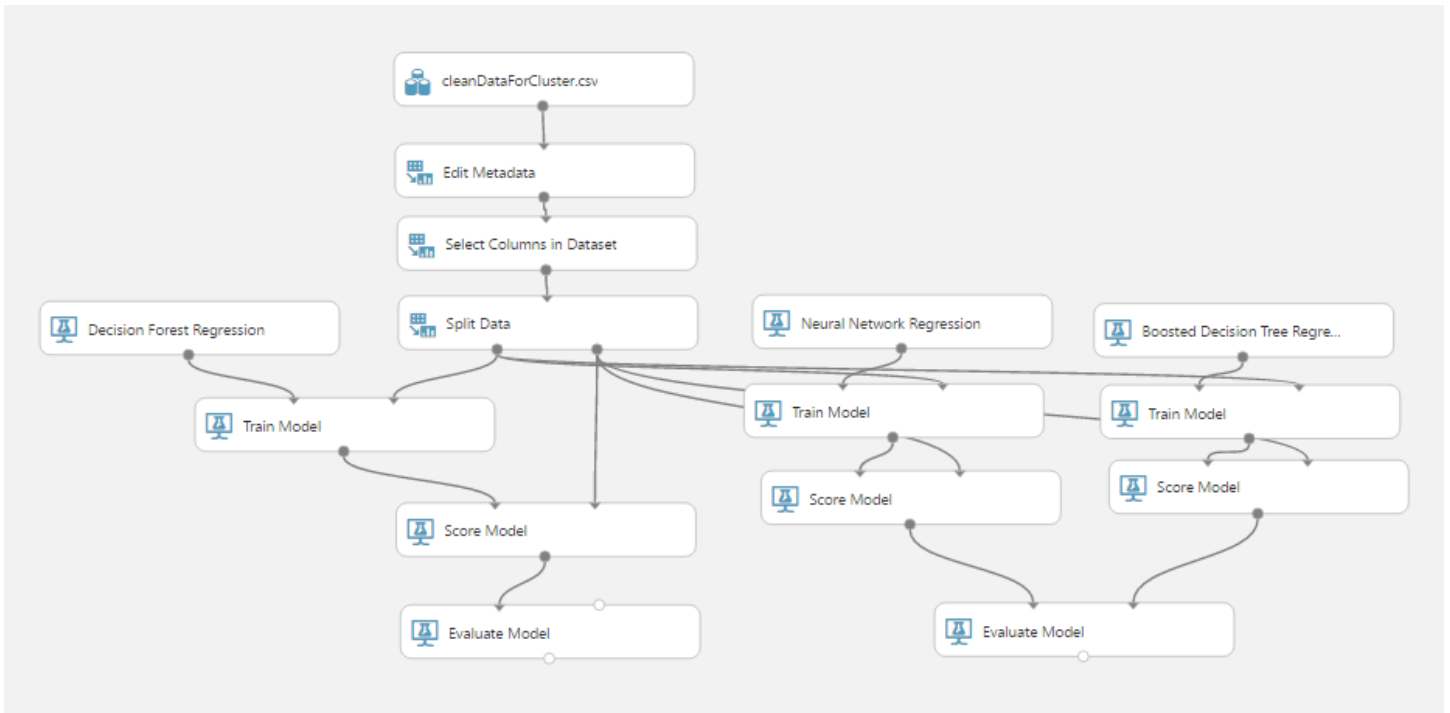 cleanDataForCluster.csv
Edit Metadata
Select Columns in Dataset
Decision Forest Regression
Split Data
Neural Network Regression
Boosted Decision Tree Regre...
Train Model
Train Model
Train Model
Score Model
Score Model
Score Model
Evaluate Model
Evaluate Model